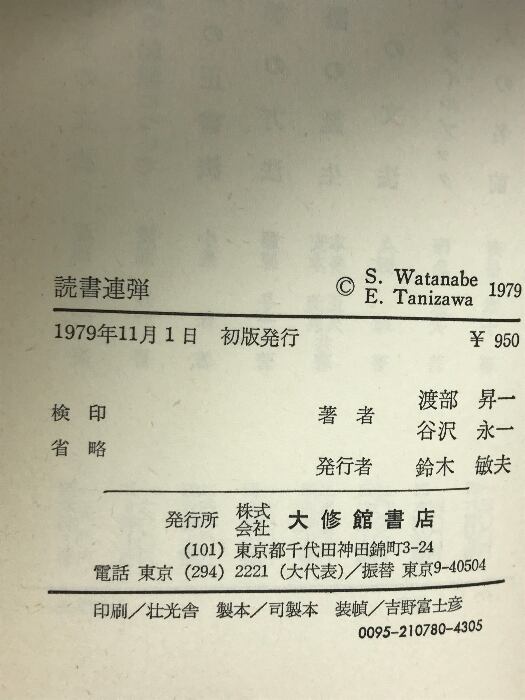 読書連弾
© S. Watanabe
E. Tanizawa 1979
1979年11月1日 初版発行 ¥ 950
検印
省略
著者 渡部 昇一
谷沢 永一
発行者 鈴木 敏夫
発行所 株式会社 大修館書店
(101) 東京都千代田神田錦町3-24
電話 東京 (294) 2221 (大代表)/振替 東京9-40504
印刷/壮光舎 製本/司製本 装幀/吉野富士彦
0095-210780-4305